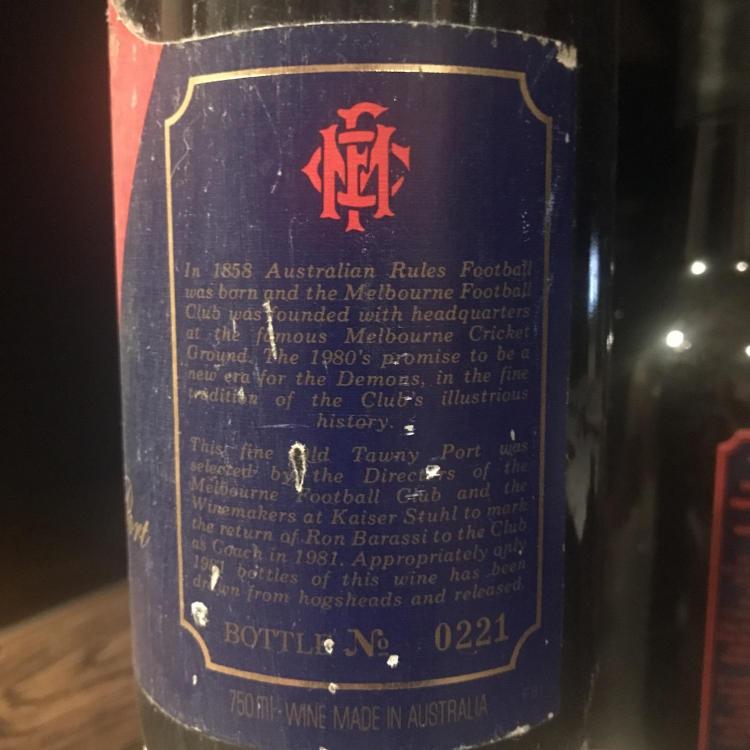 MFC
In 1858 Australian Rules Football
was born and the Melbourne Football
Club was founded with headquarters
at the famous Melbourne Cricket
Ground. The 1980's promise to be a
new era for the Demons, in the fine
tradition of the Club's illustrious
history.
This fine Old Tawny Port was
selected by the Directors of the
Melbourne Football Club and the
Winemakers at Kaiser Stuhl to mark
the return of Ron Barassi to the Club
as Coach in 1981. Appropriately only
1981 bottles of this wine has been
drawn from hogsheads and released.
BOTTLE No 0221
750ml - WINE MADE IN AUSTRALIA
Port